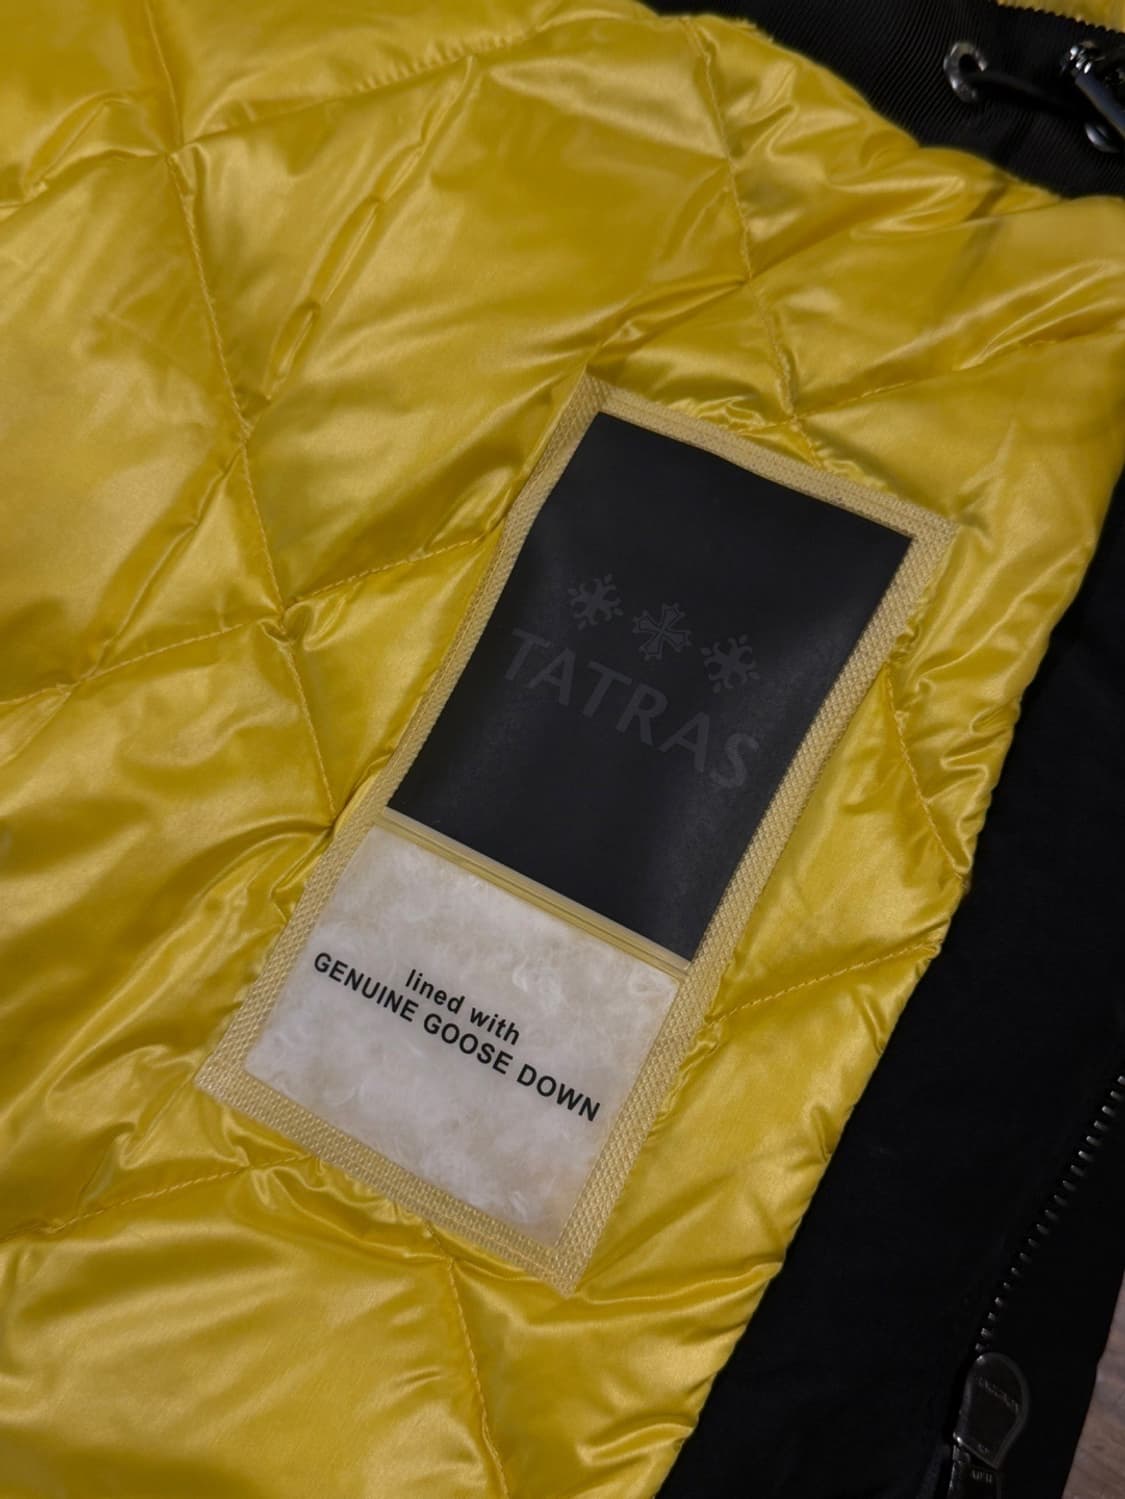 TATRAS
lined with
GENUINE GOOSE DOWN